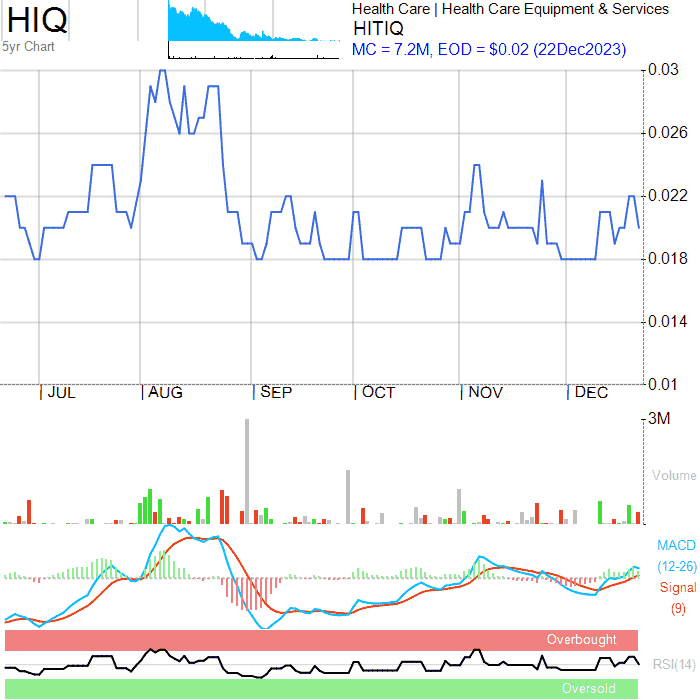 HIQ
5yr Chart
Health Care | Health Care Equipment & Services
HITIQ
MC = 7.2M, EOD = $0.02 (22Dec2023)
0.03
0.026
0.022
0.018
0.014
0.01
| JUL | AUG | SEP | OCT | NOV | DEC
3M
Volume
MACD
(12-26)
Signal
(9)
Overbought
RSI(14)
Oversold